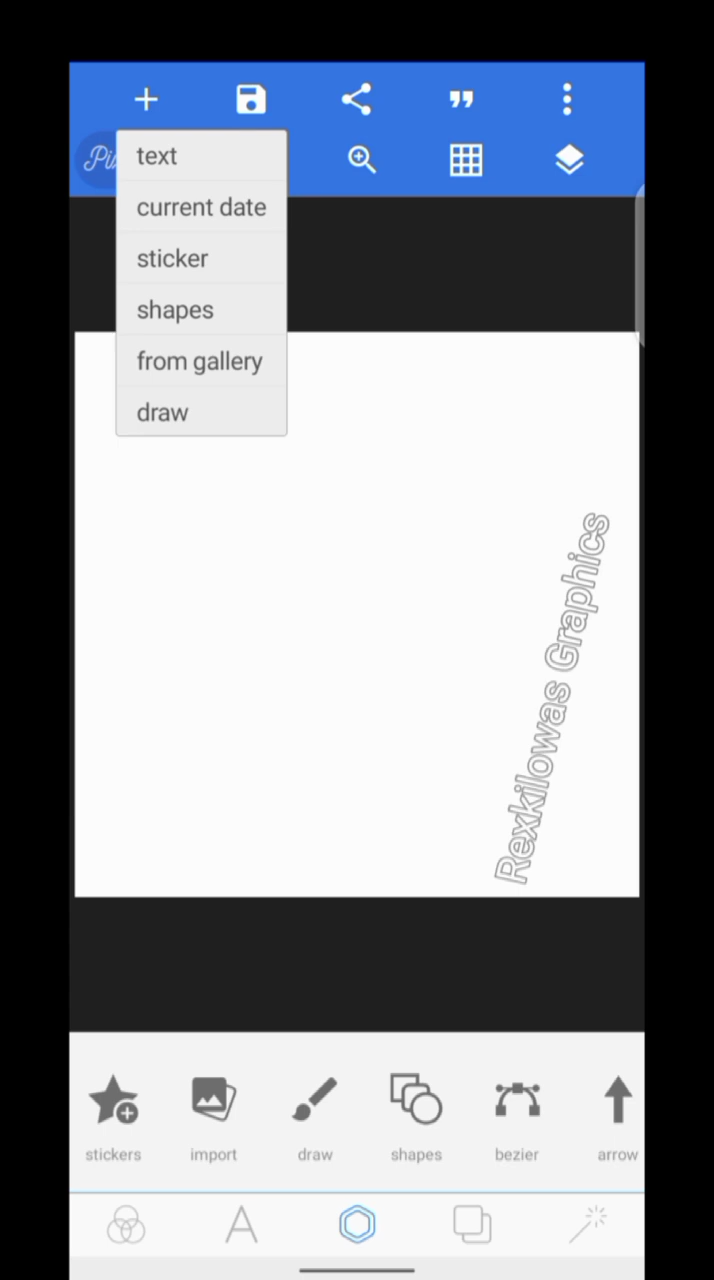 text
current date
sticker
shapes
from gallery
draw
Rexkilowas Graphics
stickers
import
draw
shapes
bezier
arrow